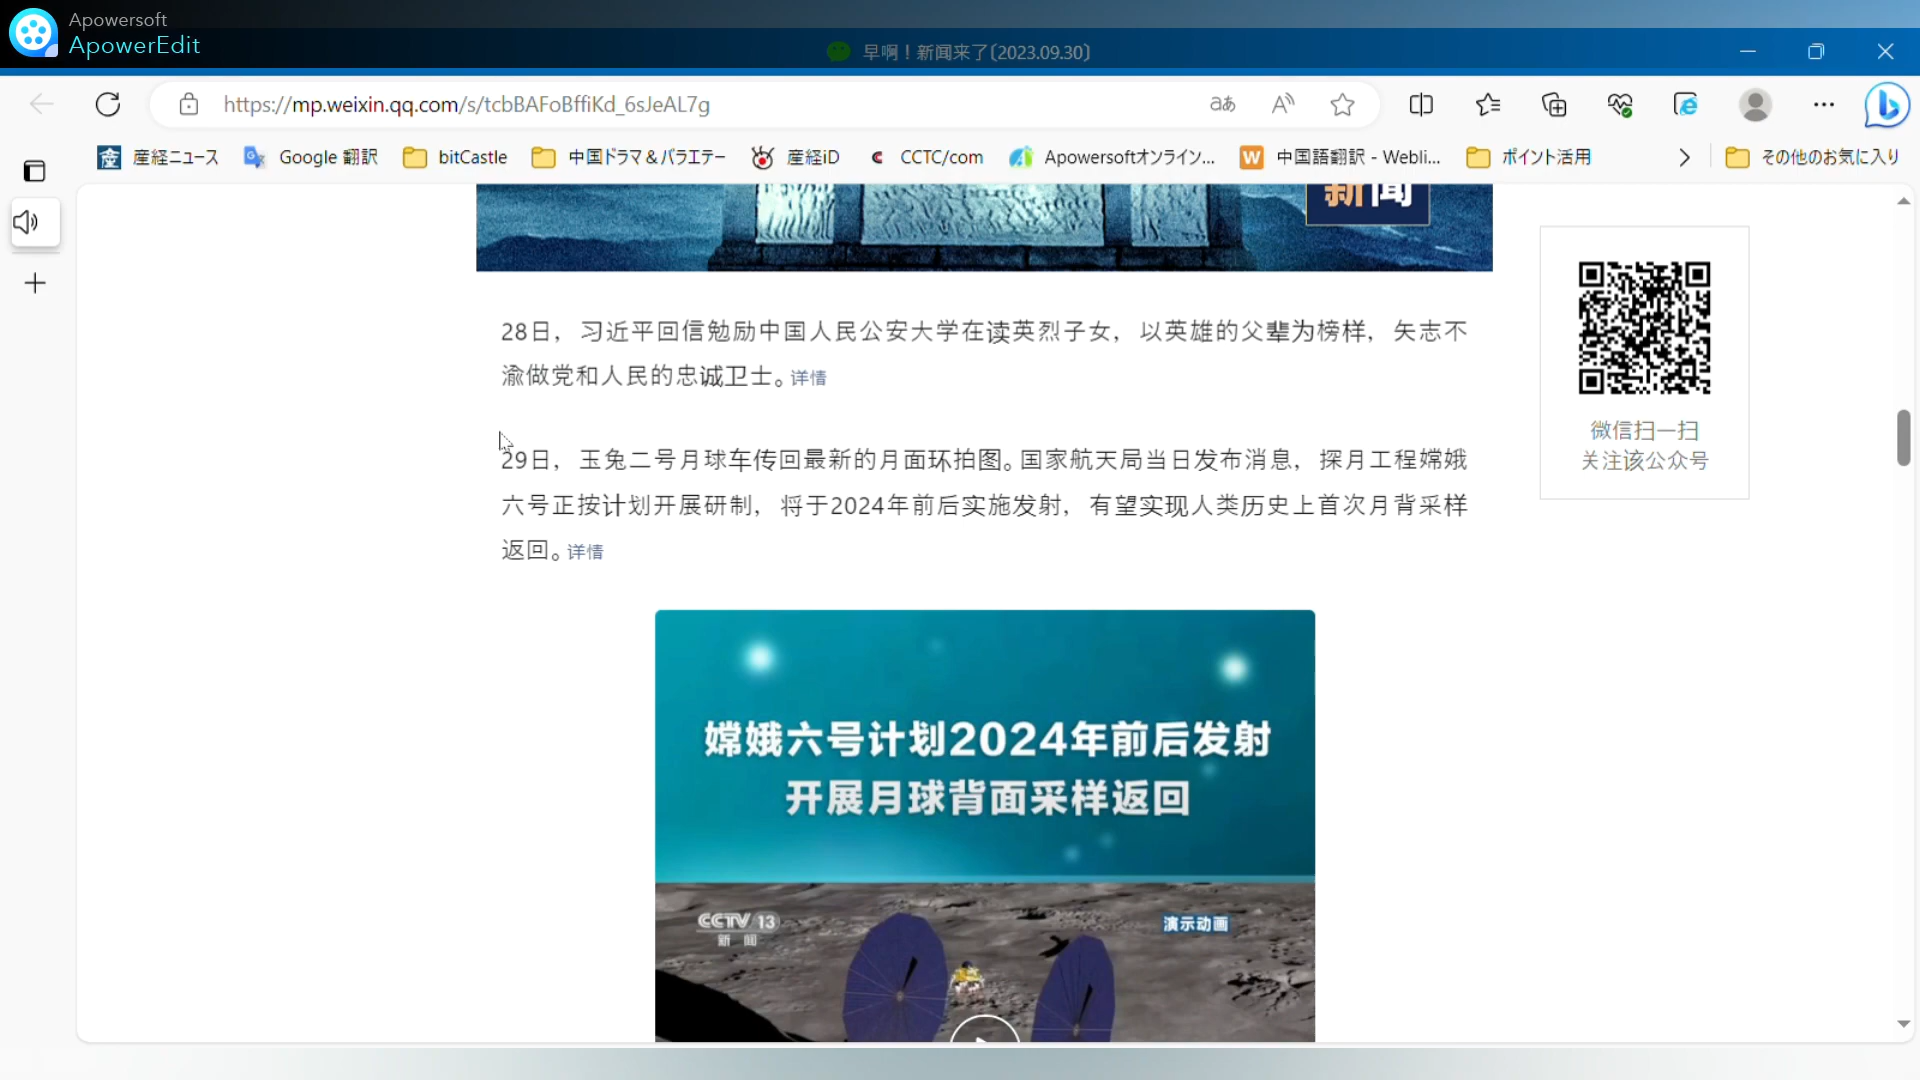 Apowersoft
ApowerEdit
早啊！新闻来了〔2023.09.30〕
https://mp.weixin.qq.com/s/tcbBAFoBffiKd_6sJeAL7g
産経ニュース
Google 翻訳
bitCastle
中国ドラマ＆バラエテー
産経iD
CCTC/com
Apowersoftオンライン...
中国語翻訳 - Webli...
ポイント活用
その他のお気に入り
新闻
28日，习近平回信勉励中国人民公安大学在读英烈子女，以英雄的父辈为榜样，矢志不
渝做党和人民的忠诚卫士。详情
29日，玉兔二号月球车传回最新的月面环拍图。国家航天局当日发布消息，探月工程嫦娥
六号正按计划开展研制，将于2024年前后实施发射，有望实现人类历史上首次月背采样
返回。详情
微信扫一扫
关注该公众号
嫦娥六号计划2024年前后发射
开展月球背面采样返回
CCTV 13
新闻
演示动画